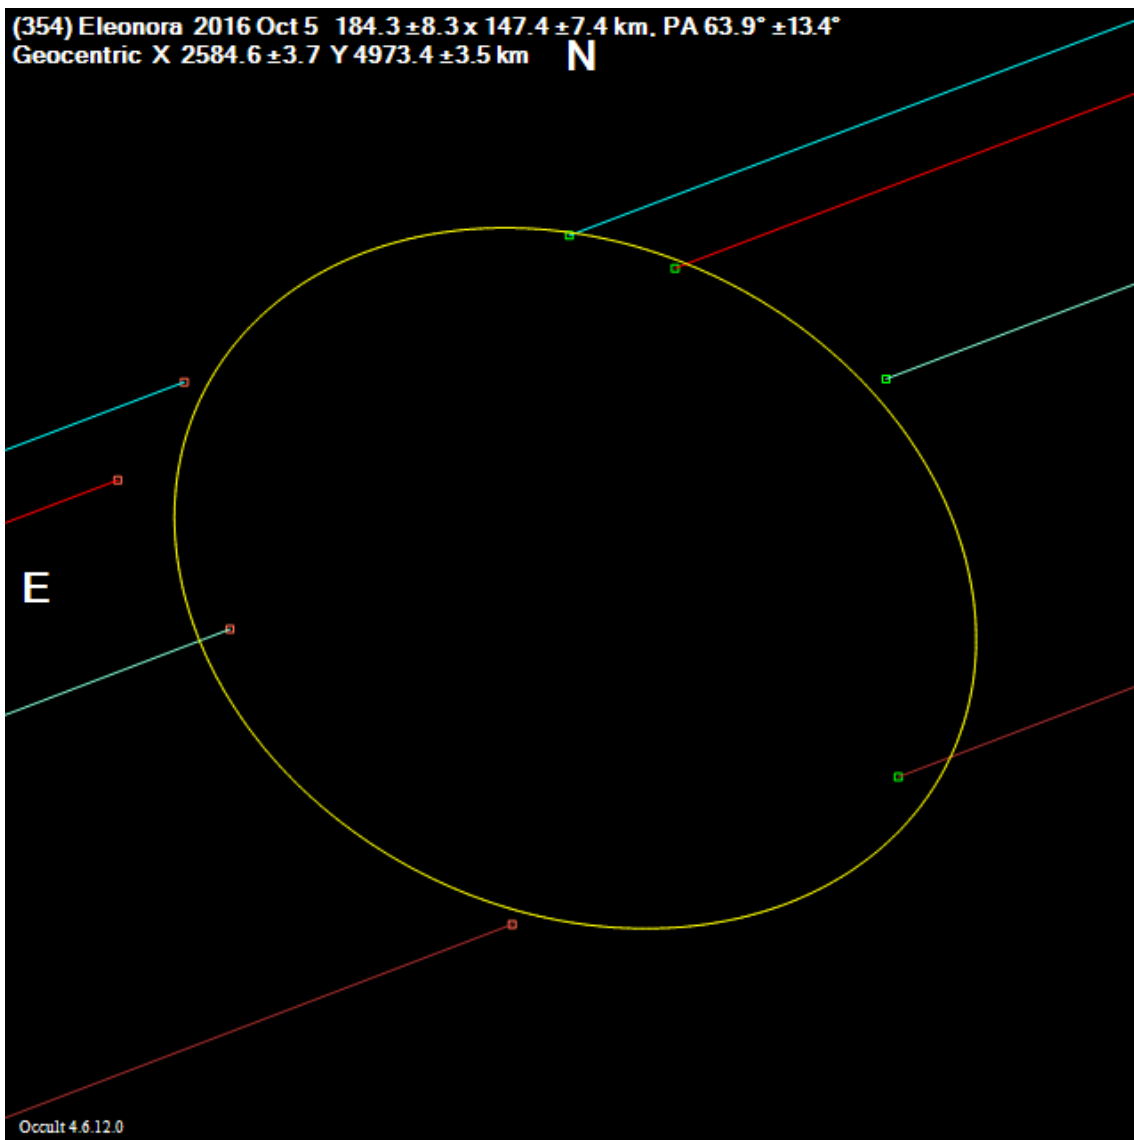 (354) Eleonora 2016 Oct 5 184.3 ±8.3 x 147.4 ±7.4 km, PA 63.9° ±13.4°
Geocentric X 2584.6 ±3.7 Y 4973.4 ±3.5 km
N
E
Occult 4.6.12.0